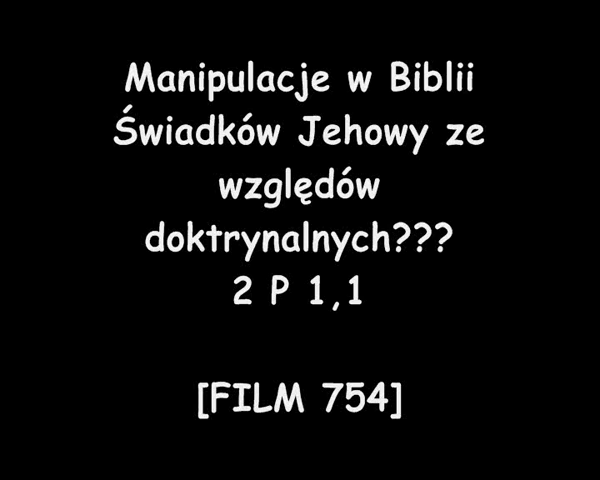 Manipulacje w Biblii
Świadków Jehowy ze
względów
doktrynalnych???
2 P 1,1
[FILM 754]